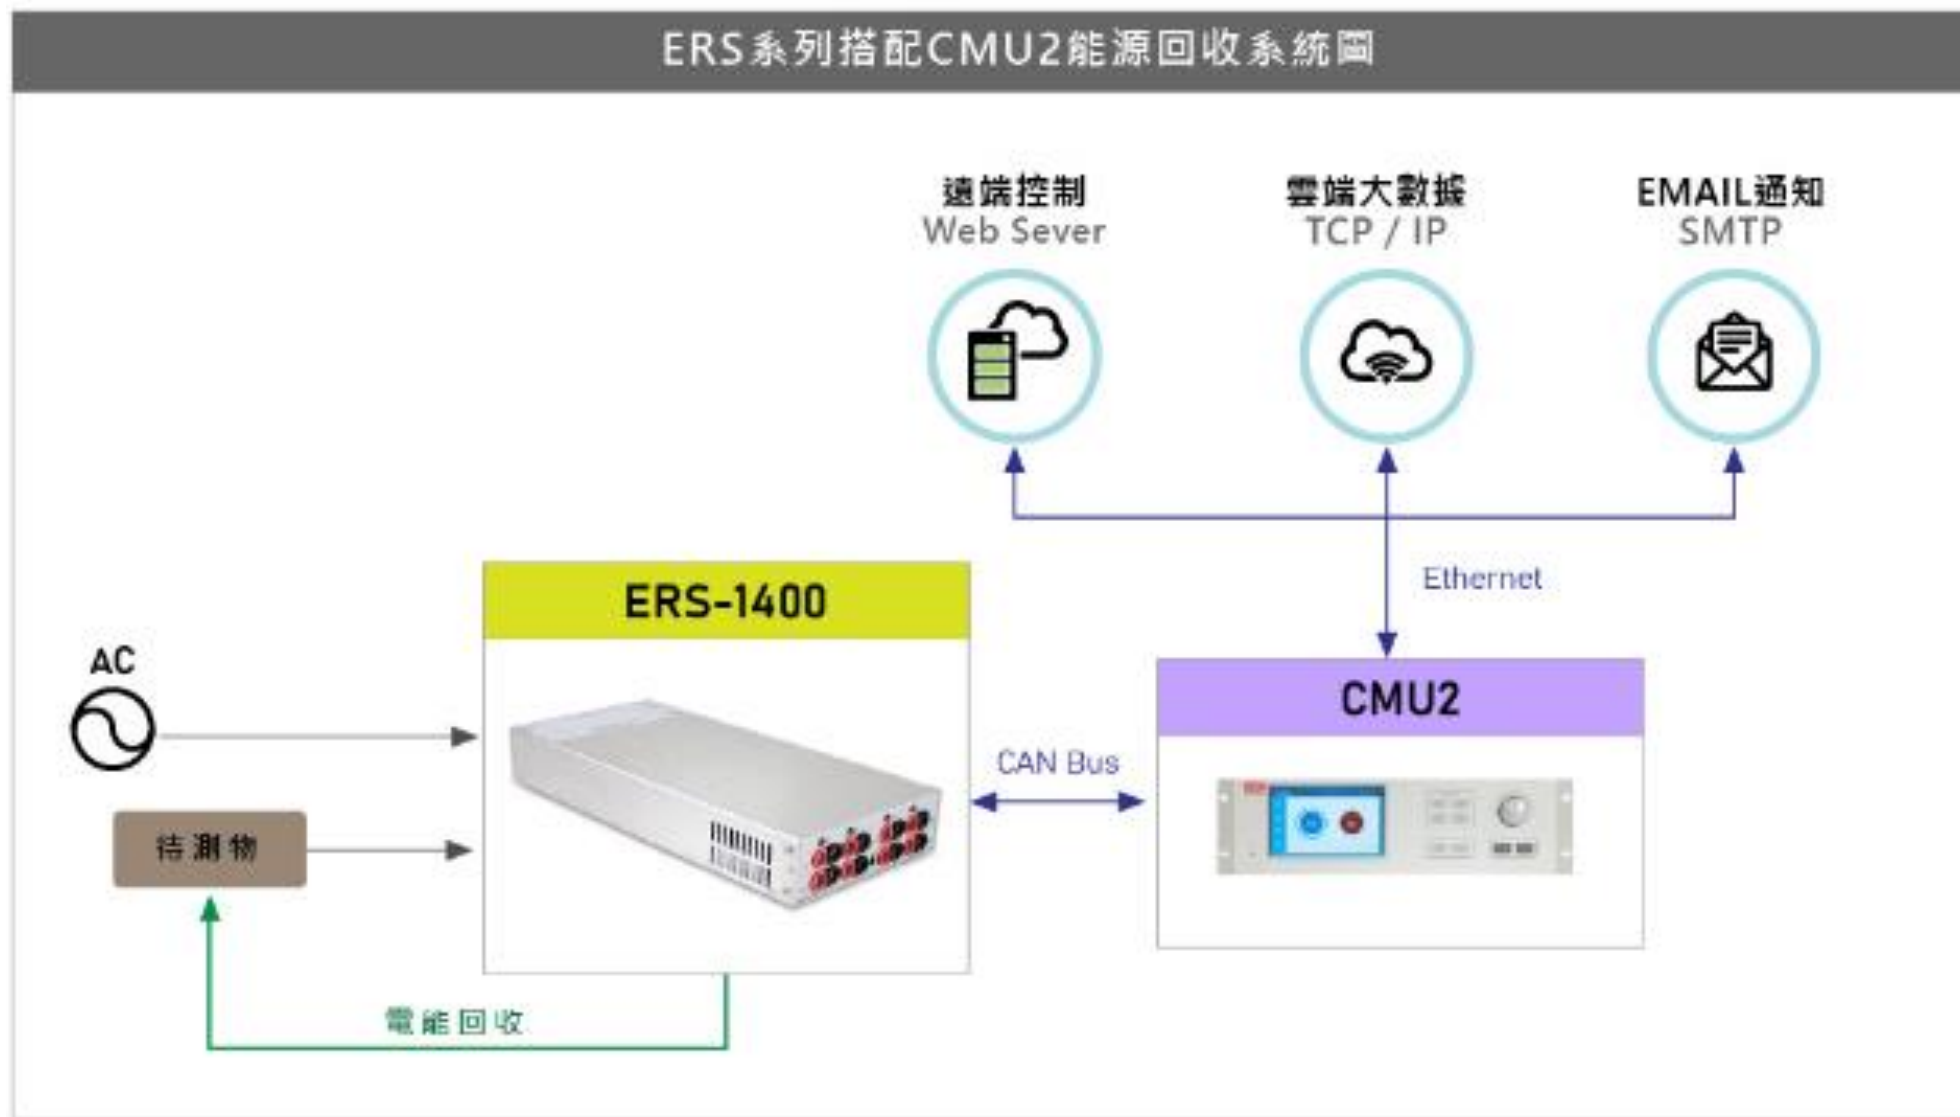 ERS系列搭配CMU2能源回收系統圖
遠端控制
Web Sever
雲端大數據
TCP / IP
EMAIL通知
SMTP
Ethernet
ERS-1400
AC
CMU2
CAN Bus
待測物
電能回收